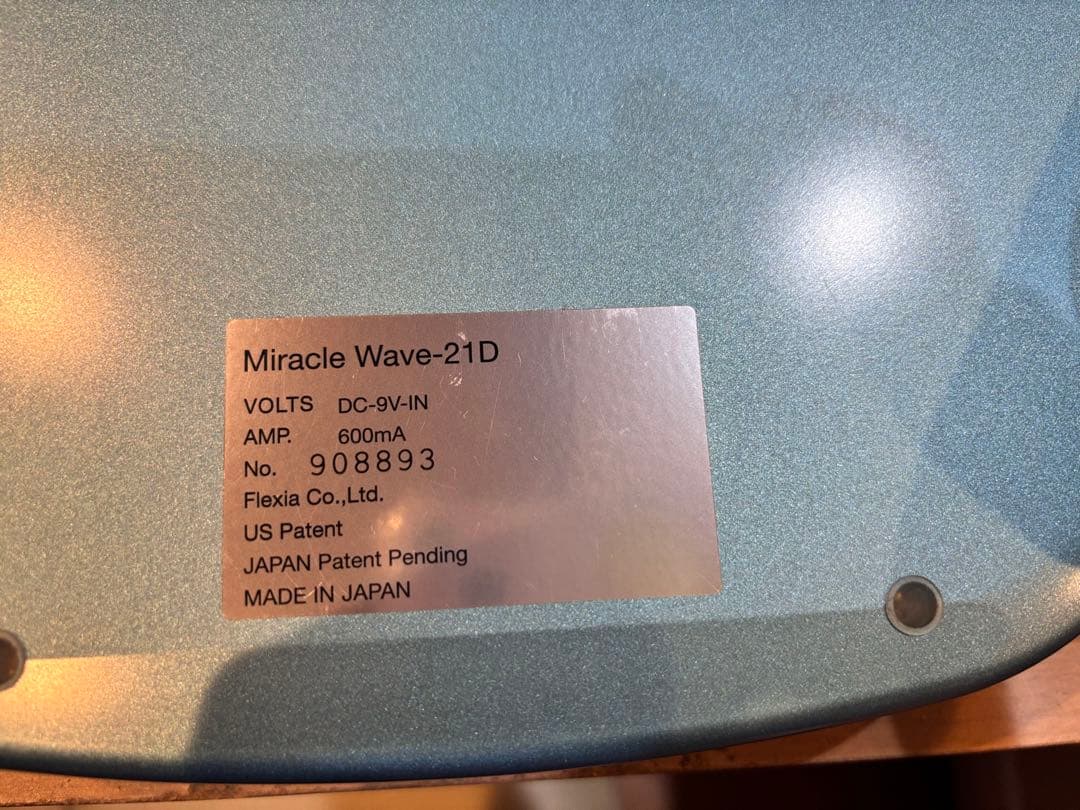 Miracle Wave-21D
VOLTS DC-9V-IN
AMP. 600mA
No. 908893
Flexia Co.,Ltd.
US Patent
JAPAN Patent Pending
MADE IN JAPAN